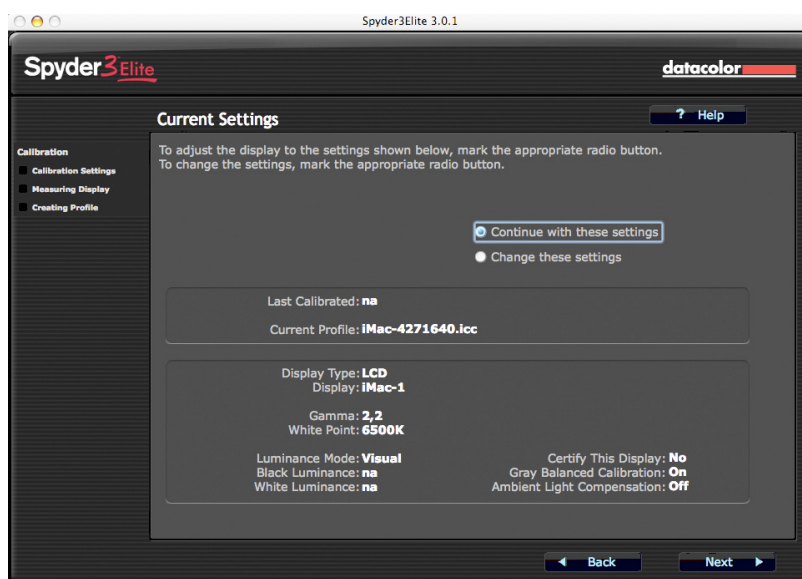 Spyder3Elite 3.0.1
Spyder3Elite
datacolor
Current Settings
? Help
Calibration
Calibration Settings
Measuring Display
Creating Profile
To adjust the display to the settings shown below, mark the appropriate radio button.
To change the settings, mark the appropriate radio button.
Continue with these settings
Change these settings
Last Calibrated: na
Current Profile: iMac-4271640.icc
Display Type: LCD
Display: iMac-1
Gamma: 2,2
White Point: 6500K
Luminance Mode: Visual
Black Luminance: na
White Luminance: na
Certify This Display: No
Gray Balanced Calibration: On
Ambient Light Compensation: Off
Back
Next